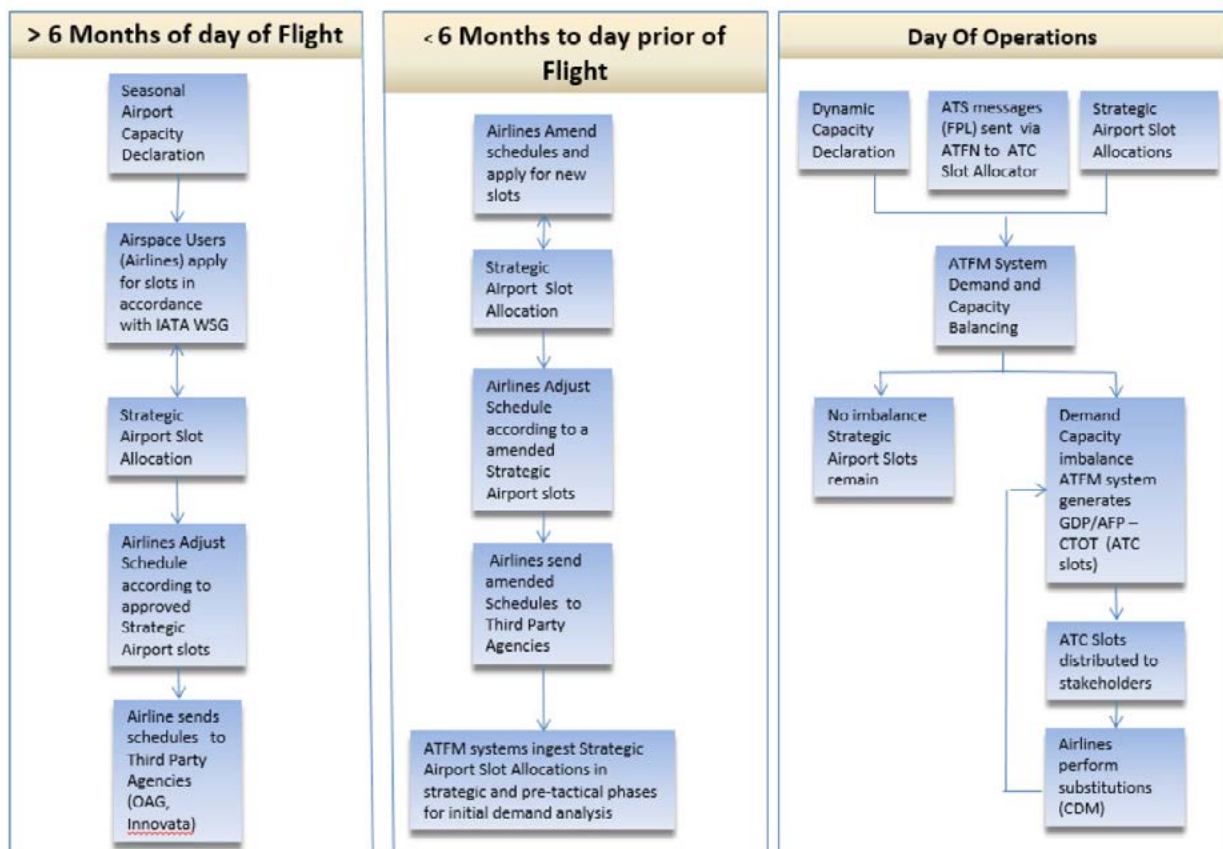 > 6 Months of day of Flight
Seasonal
Airport
Capacity
Declaration
Airspace Users
(Airlines) apply
for slots in
accordance
with IATA WSG
Strategic
Airport Slot
Allocation
Airlines Adjust
Schedule
according to
approved
Strategic
Airport slots
Airline sends
schedules to
Third Party
Agencies
(OAG,
Innovata)
< 6 Months to day prior of
Flight
Airlines Amend
schedules and
apply for new
slots
Strategic
Airport Slot
Allocation
Airlines Adjust
Schedule
according to a
amended
Strategic
Airport slots
Airlines send
amended
Schedules to
Third Party
Agencies
ATFM systems ingest Strategic
Airport Slot Allocations in
strategic and pre-tactical phases
for initial demand analysis
Day Of Operations
Dynamic
Capacity
Declaration
ATS messages
(FPL) sent via
ATFN to ATC
Slot Allocator
Strategic
Airport Slot
Allocations
ATFM System
Demand and
Capacity
Balancing
No imbalance
Strategic
Airport Slots
remain
Demand
Capacity
imbalance
ATFM system
generates
GDP/AFP –
CTOT (ATC
slots)
ATC Slots
distributed to
stakeholders
Airlines
perform
substitutions
(CDM)